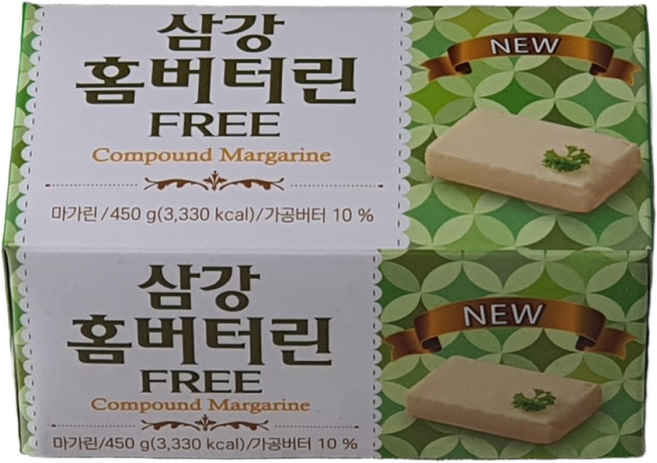 삼강
홈버터린
FREE
Compound Margarine
마가린/450 g(3,330 kcal)/가공버터 10 %
NEW
삼강
홈버터린
FREE
Compound Margarine
마가린/450 g(3,330 kcal)/가공버터 10 %
NEW